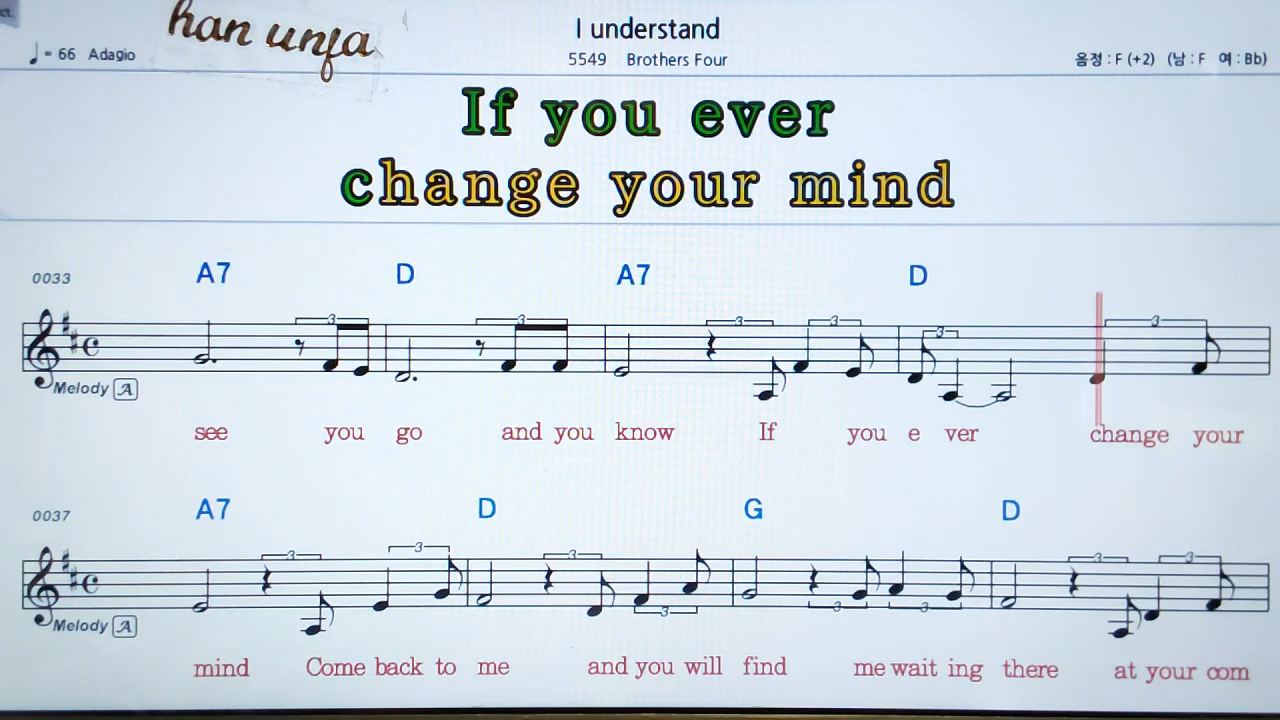 ct.
han unfa
I understand
♩= 66 Adagio
5549 Brothers Four
음정 : F (+2) (남 : F 여 : Bb)
If you ever
change your mind
0033
A7 D A7 D
3 3 3 3 3 3
Melody A
see you go and you know If you e ver change your
0037
A7 D G D
3 3 3 3 3 3 3 3
Melody A
mind Come back to me and you will find me wait ing there at your com